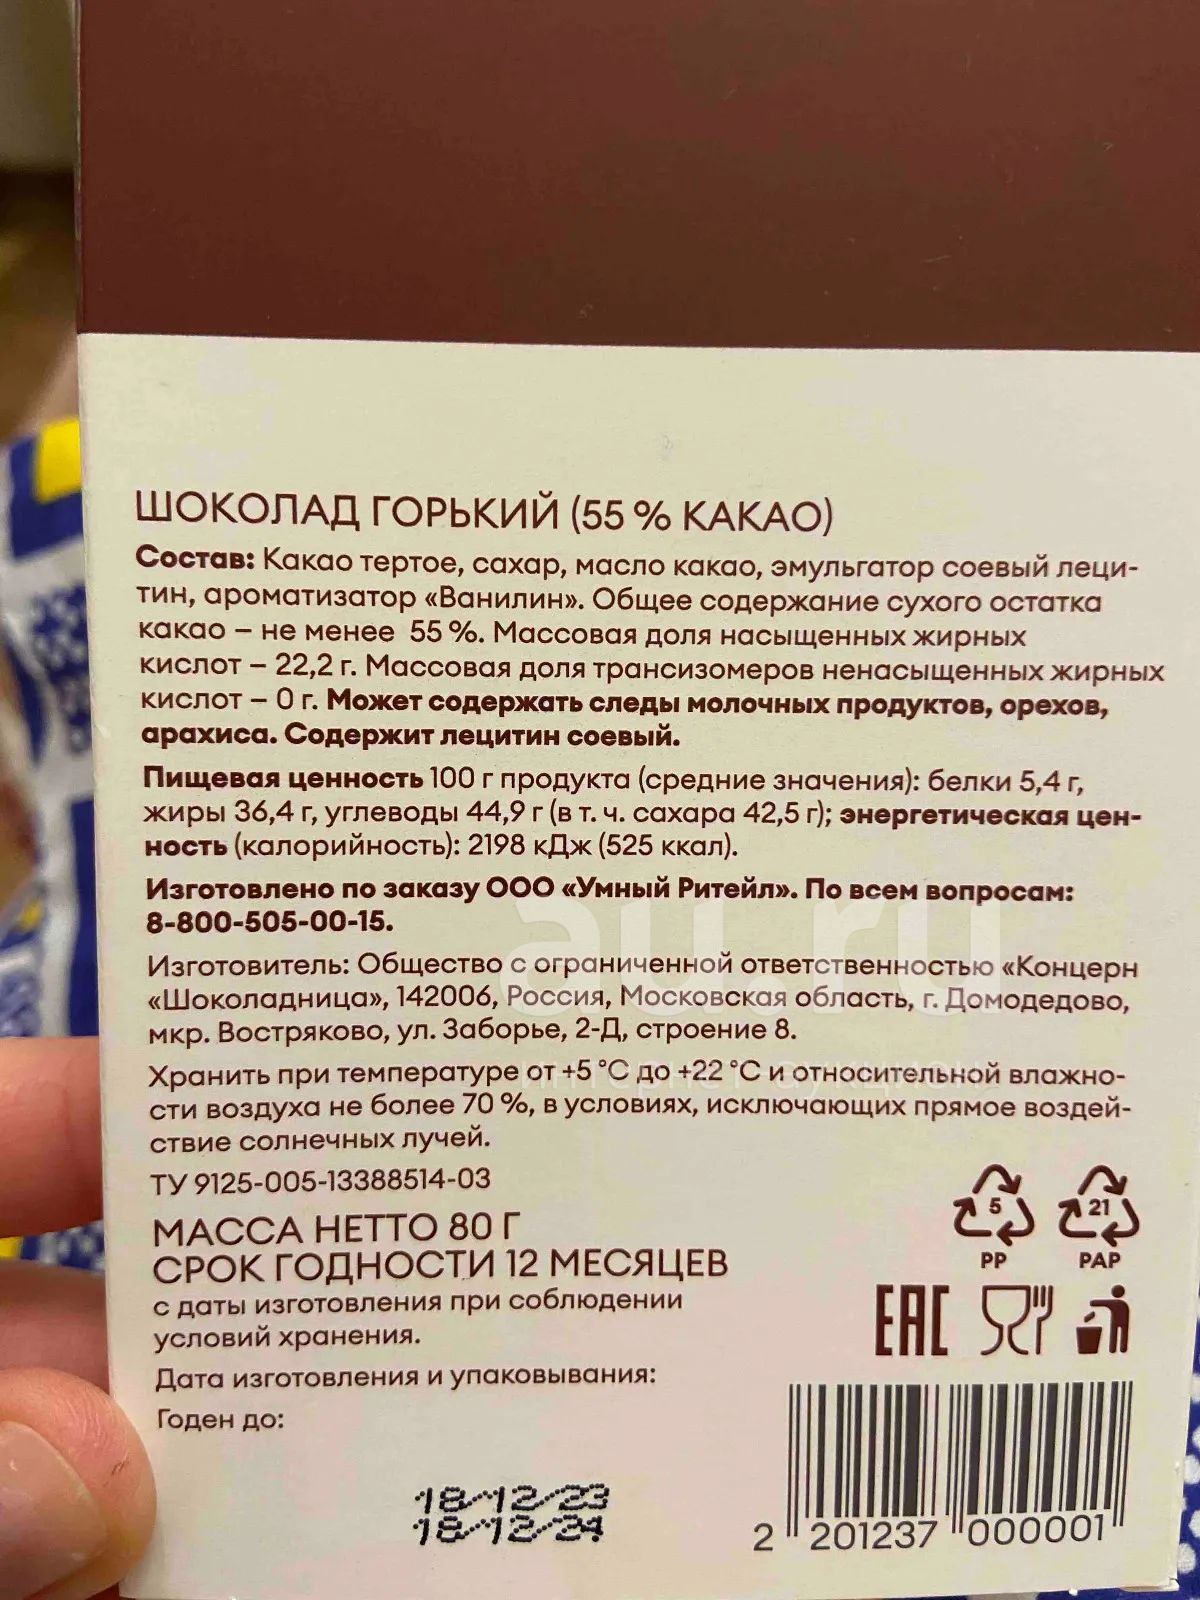 ШОКОЛАД ГОРЬКИЙ (55 % КАКАО)
Состав: Какао тертое, сахар, масло какао, эмульгатор соевый леци-
тин, ароматизатор «Ванилин». Общее содержание сухого остатка
какао – не менее 55 %. Массовая доля насыщенных жирных
кислот – 22,2 г. Массовая доля трансизомеров ненасыщенных жирных
кислот – 0 г. Может содержать следы молочных продуктов, орехов,
арахиса. Содержит лецитин соевый.
Пищевая ценность 100 г продукта (средние значения): белки 5,4 г,
жиры 36,4 г, углеводы 44,9 г (в т. ч. сахара 42,5 г); энергетическая цен-
ность (калорийность): 2198 кДж (525 ккал).
Изготовлено по заказу ООО «Умный Ритейл». По всем вопросам:
8-800-505-00-15.
au.ru
Изготовитель: Общество с ограниченной ответственностью «Концерн
«Шоколадница», 142006, Россия, Московская область, г. Домодедово,
мкр. Востряково, ул. Заборье, 2-Д, строение 8.
интернет-аукцион
Хранить при температуре от +5 °С до +22 °С и относительной влажно-
сти воздуха не более 70 %, в условиях, исключающих прямое воздей-
ствие солнечных лучей.
ТУ 9125-005-13388514-03
МАССА НЕТТО 80 Г
СРОК ГОДНОСТИ 12 МЕСЯЦЕВ
с даты изготовления при соблюдении
условий хранения.
Дата изготовления и упаковывания:
Годен до:
18/12/23
18/12/24
5
PP
21
PAP
EAC
2 201237 000001